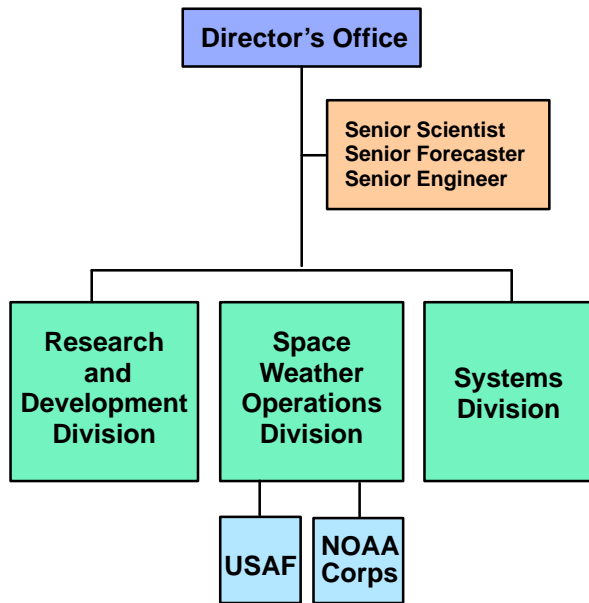 Director’s Office
Senior Scientist
Senior Forecaster
Senior Engineer
Research
and
Development
Division
Space
Weather
Operations
Division
Systems
Division
USAF
NOAA
Corps